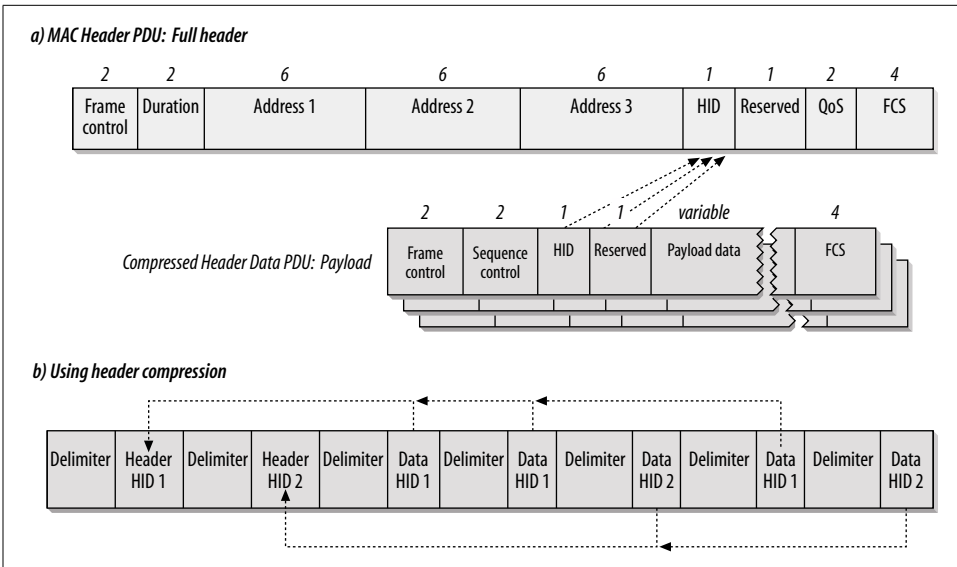 a) MAC Header PDU: Full header
2 2 6 6 6 1 1 2 4
Frame control Duration Address 1 Address 2 Address 3 HID Reserved QoS FCS
2 2 1 1 variable 4
Compressed Header Data PDU: Payload Frame control Sequence control HID Reserved Payload data FCS
b) Using header compression
Delimiter Header HID 1 Delimiter Header HID 2 Delimiter Data HID 1 Delimiter Data HID 1 Delimiter Data HID 2 Delimiter Data HID 1 Delimiter Data HID 2